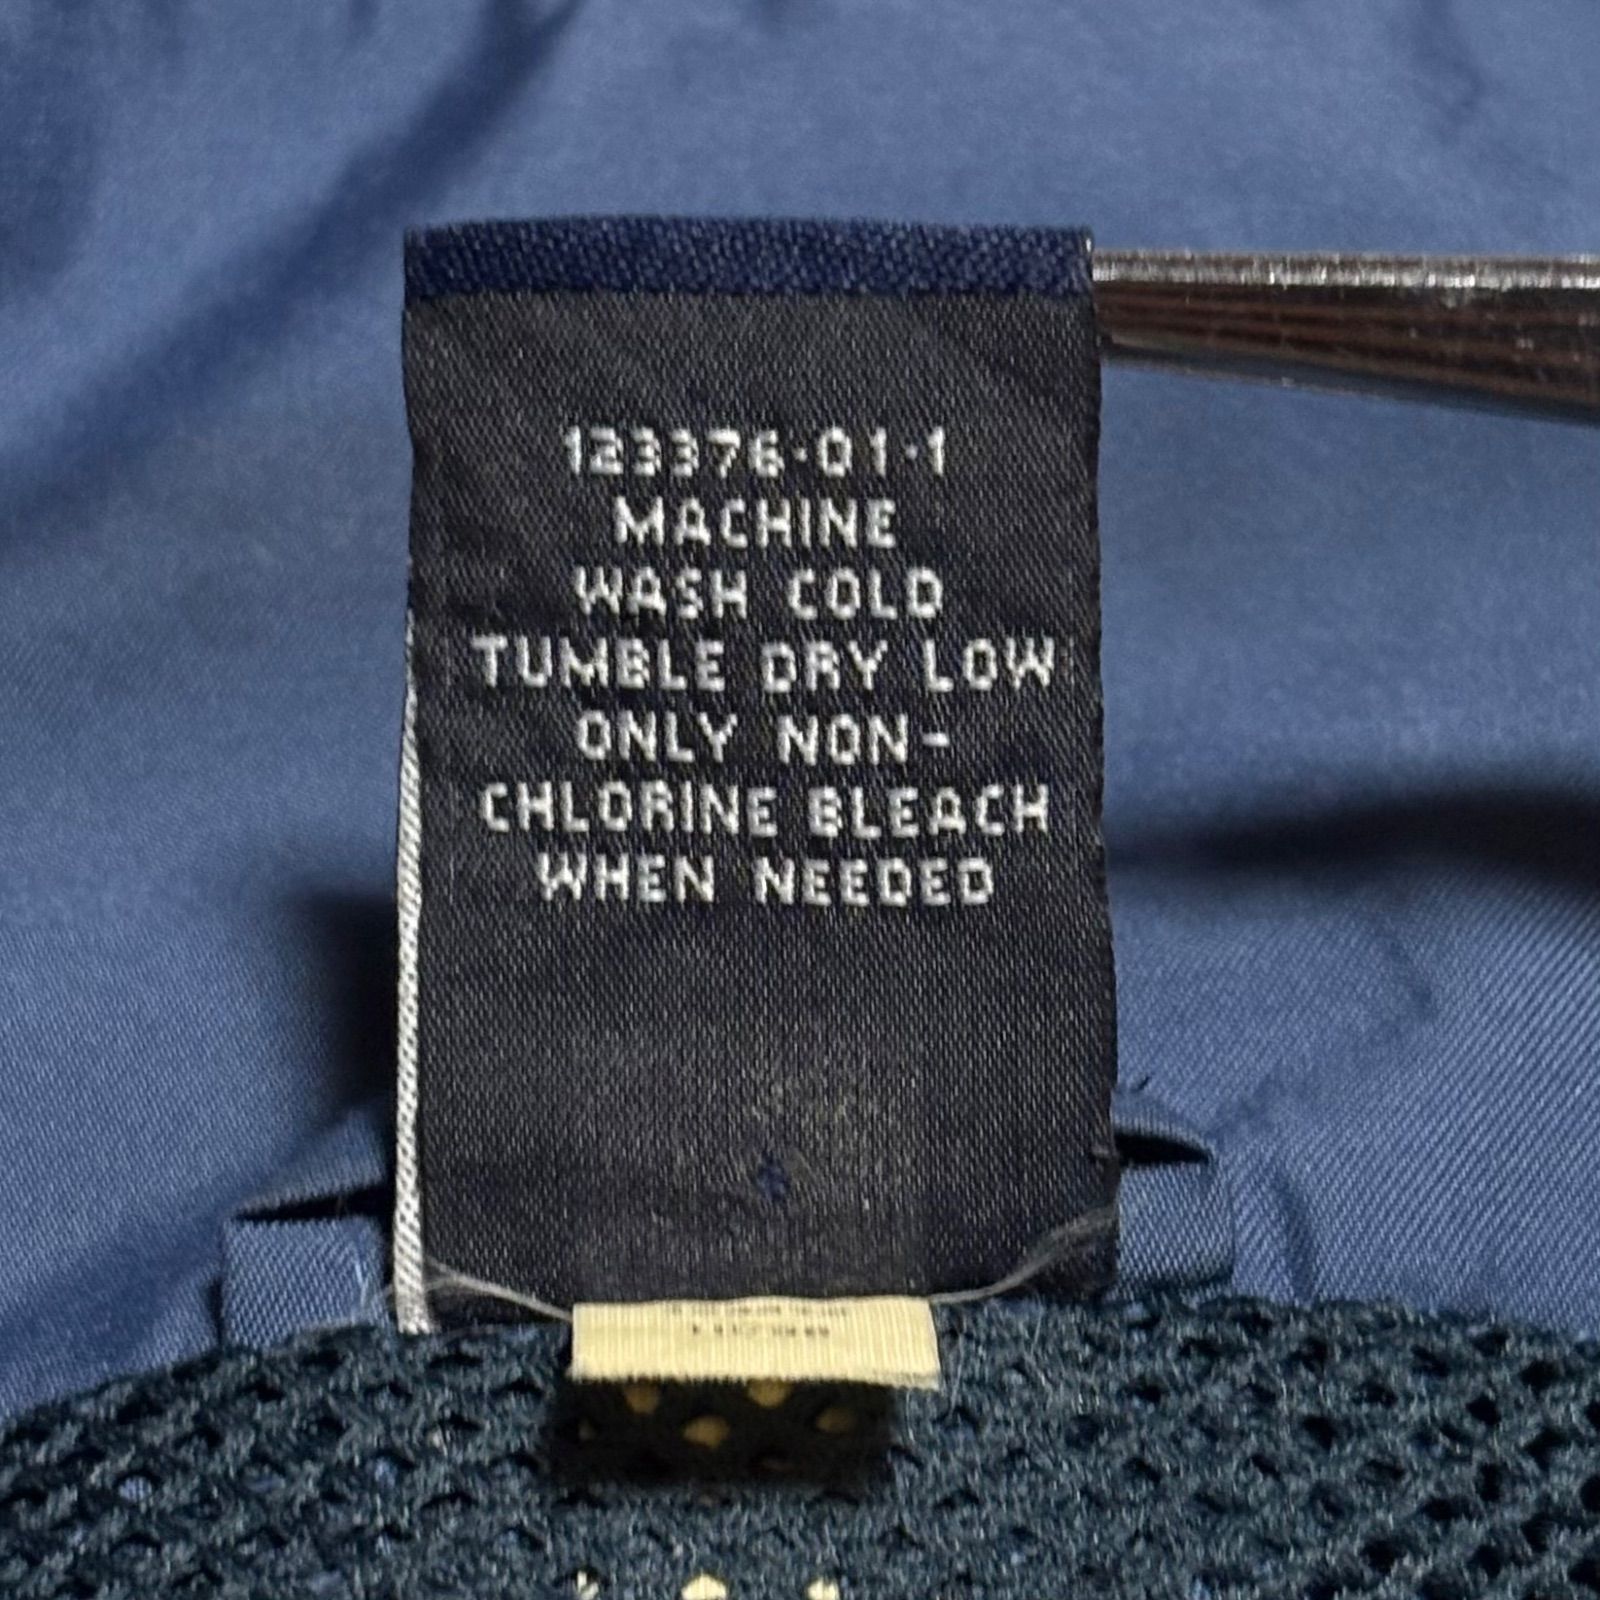 123376-01-1
MACHINE
WASH COLD
TUMBLE DRY LOW
ONLY NON-
CHLORINE BLEACH
WHEN NEEDED